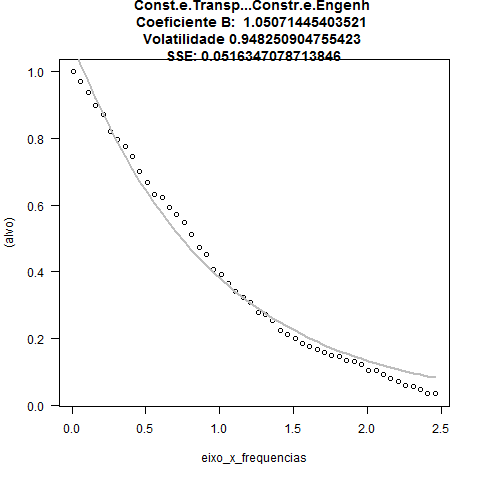 Const.e.Transp...Constr.e.Engenh
Coeficiente B: 1.05071445403521
Volatilidade 0.948250904755423
SSE: 0.0516347078713846
1.0
0.8
0.6
0.4
0.2
0.0
(alvo)
0.0 0.5 1.0 1.5 2.0 2.5
eixo_x_frequencias